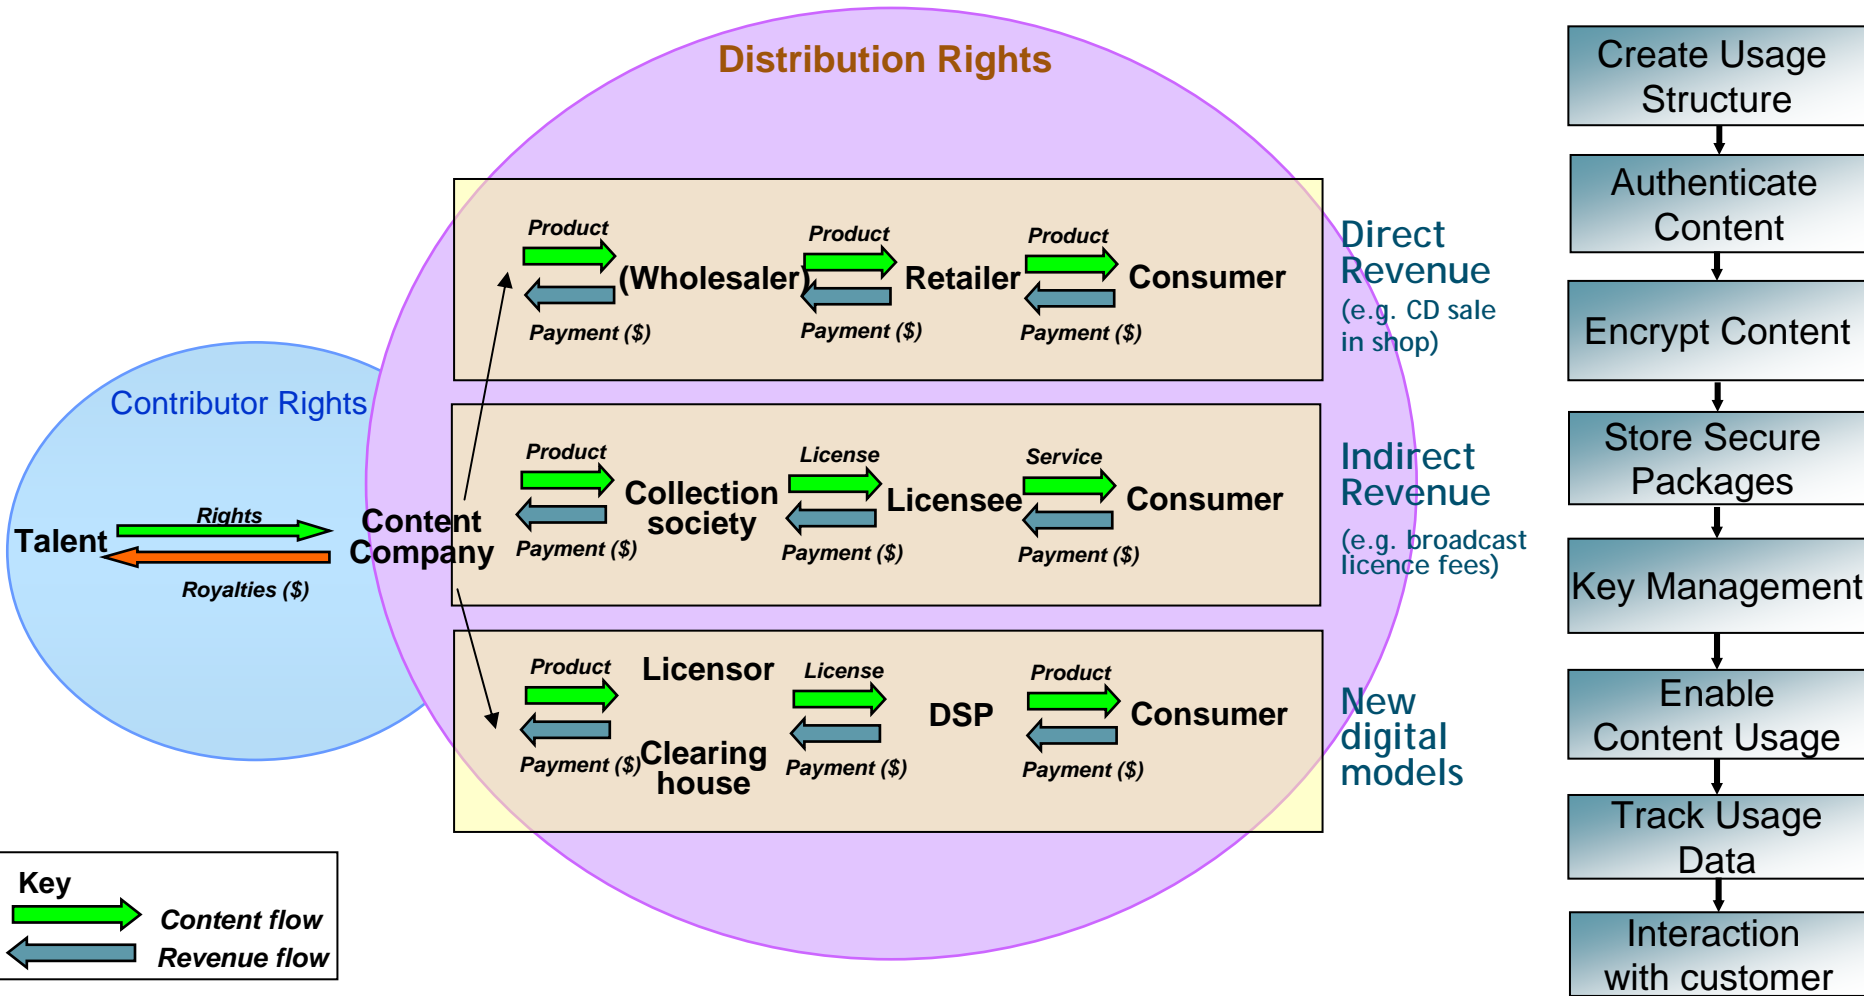 Distribution Rights
Product
Product
Product
(Wholesaler)
Retailer
Consumer
Payment ($)
Payment ($)
Payment ($)
Direct
Revenue
(e.g. CD sale
in shop)
Contributor Rights
Talent
Rights
Royalties ($)
Content
Company
Product
License
Service
Collection
society
Licensee
Consumer
Payment ($)
Payment ($)
Payment ($)
Indirect
Revenue
(e.g. broadcast
licence fees)
Product
Licensor
License
Product
DSP
Consumer
Payment ($)
Clearing
house
Payment ($)
Payment ($)
New
digital
models
Key
Content flow
Revenue flow
Create Usage
Structure
Authenticate
Content
Encrypt Content
Store Secure
Packages
Key Management
Enable
Content Usage
Track Usage
Data
Interaction
with customer